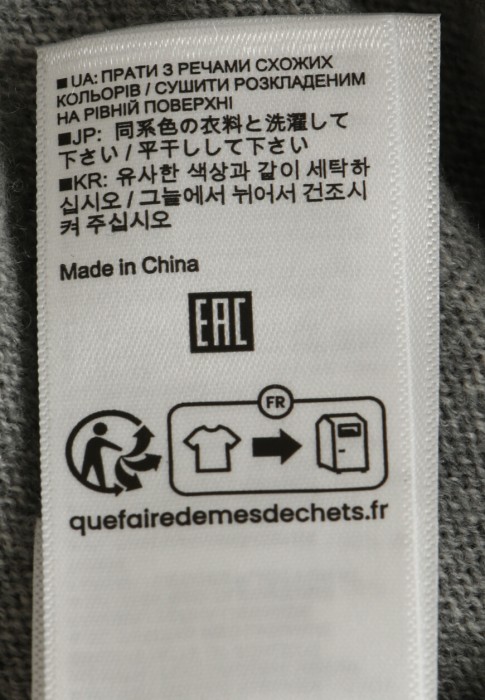 ■UA: ПРАТИ З РЕЧАМИ СХОЖИХ
КОЛЬОРІВ / СУШИТИ РОЗКЛАДЕНИМ
НА РІВНІЙ ПОВЕРХНІ
■JP: 同系色の衣料と洗濯して
下さい / 平干しして下さい
■KR: 유사한 색상과 같이 세탁하
십시오 / 그늘에서 뉘어서 건조시
켜 주십시오
Made in China
EAC
FR
quefairedemesdechets.fr